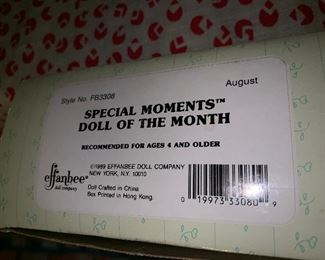 Style No. FB3308
August
SPECIAL MOMENTS™
DOLL OF THE MONTH
RECOMMENDED FOR AGES 4 AND OLDER
©1989 EFFANBEE DOLL COMPANY
NEW YORK, N.Y. 10010
effanbee
doll company
Doll Crafted in China
Box Printed in Hong Kong.
0 19973 33080 9